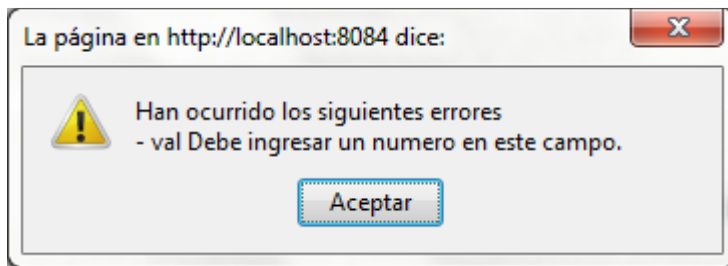 La página en http://localhost:8084 dice:
Han ocurrido los siguientes errores
- val Debe ingresar un numero en este campo.
Aceptar